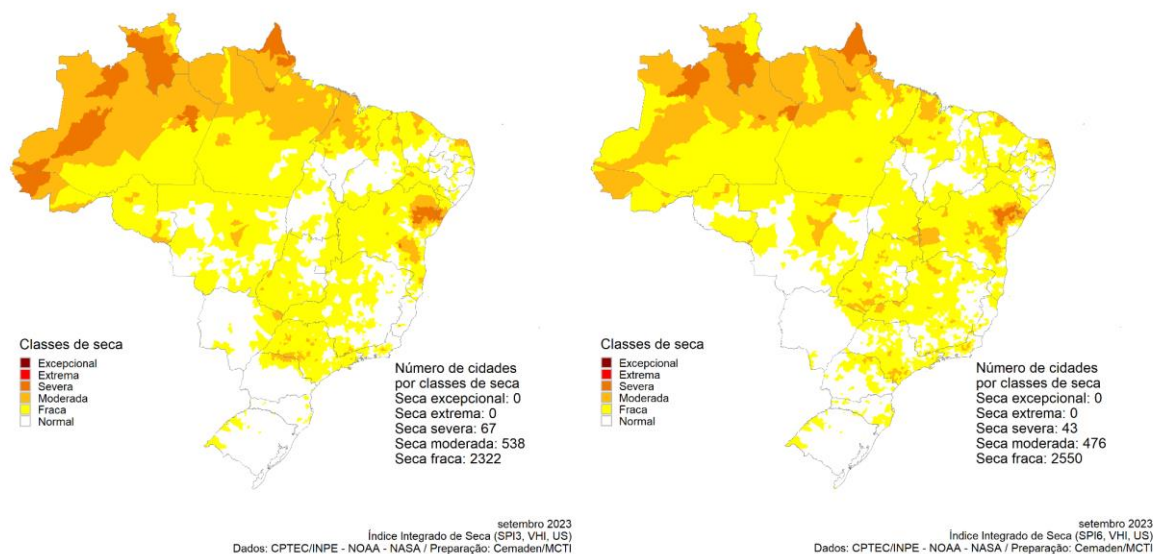 Classes de seca
Excepcional
Extrema
Severa
Moderada
Fraca
Normal
Número de cidades
por classes de seca
Seca excepcional: 0
Seca extrema: 0
Seca severa: 67
Seca moderada: 538
Seca fraca: 2322
setembro 2023
Índice Integrado de Seca (SPI3, VHI, US)
Dados: CPTEC/INPE - NOAA - NASA / Preparação: Cemaden/MCTI
Classes de seca
Excepcional
Extrema
Severa
Moderada
Fraca
Normal
Número de cidades
por classes de seca
Seca excepcional: 0
Seca extrema: 0
Seca severa: 43
Seca moderada: 476
Seca fraca: 2550
setembro 2023
Índice Integrado de Seca (SPI6, VHI, US)
Dados: CPTEC/INPE - NOAA - NASA / Preparação: Cemaden/MCTI